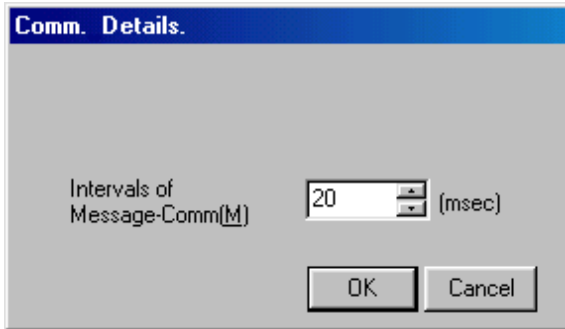 Comm. Details.
Intervals of
Message-Comm(M)
20
(msec)
OK
Cancel